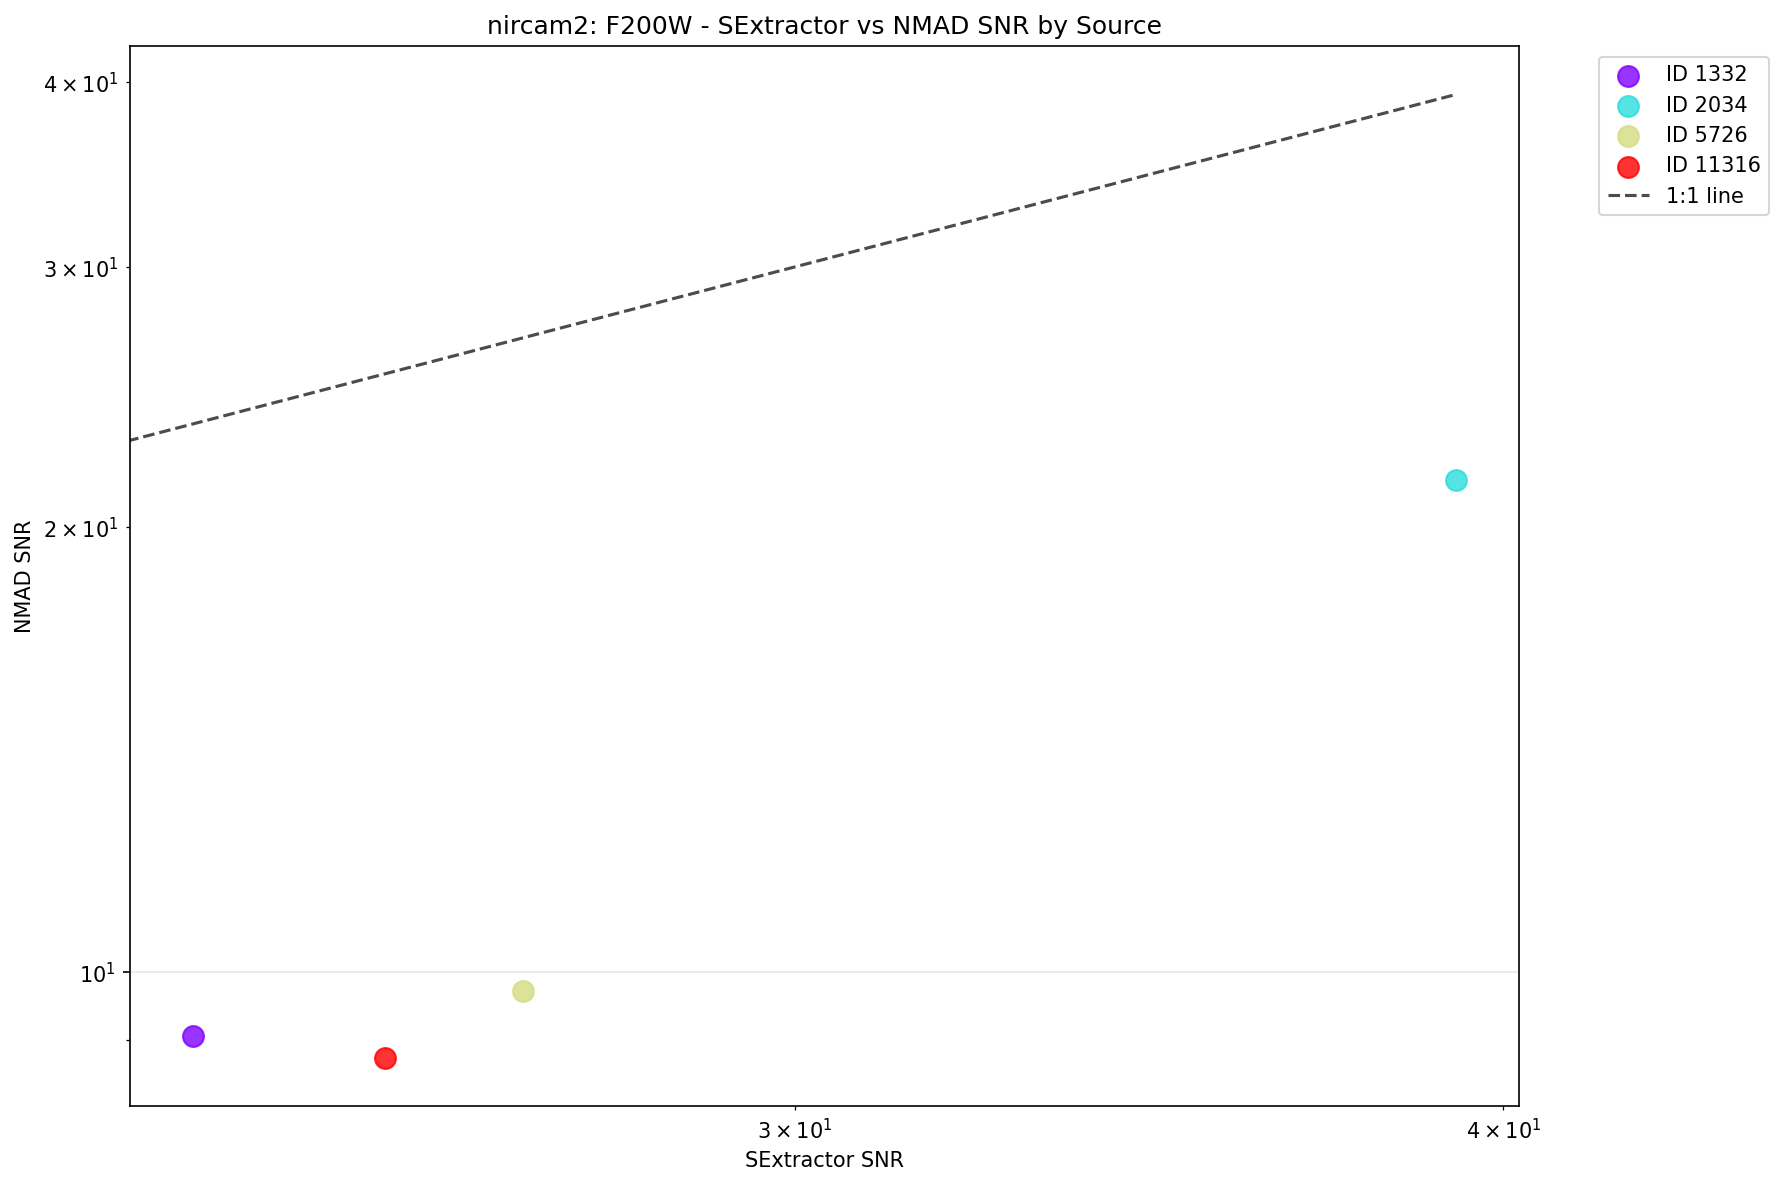 nircam2: F200W - SExtractor vs NMAD SNR by Source
ID 1332
ID 2034
ID 5726
ID 11316
1:1 line
NMAD SNR
4 × 10¹
3 × 10¹
2 × 10¹
10¹
3 × 10¹
4 × 10¹
SExtractor SNR